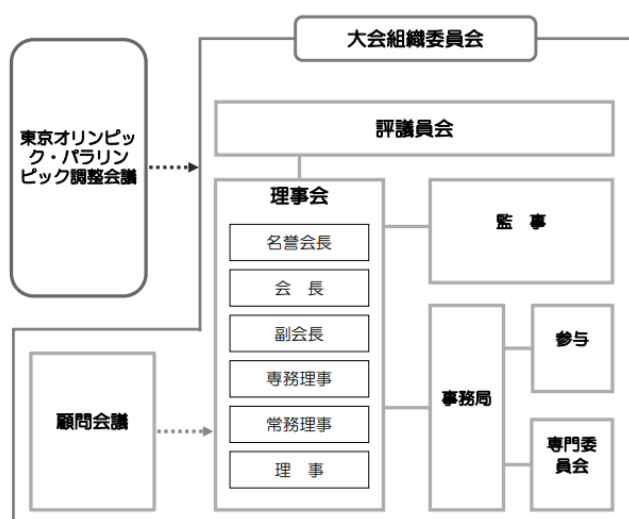 大会組織委員会
東京オリンピッ
ク・パラリン
ピック調整会議
評議員会
理事会
名誉会長
会　長
副会長
専務理事
常務理事
理　事
監　事
事務局
参与
専門委
員会
顧問会議